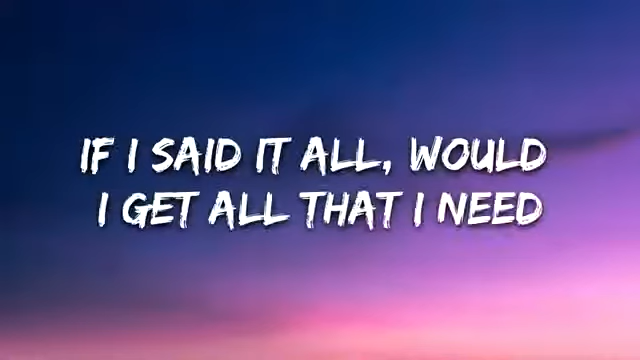 IF I SAID IT ALL, WOULD
I GET ALL THAT I NEED